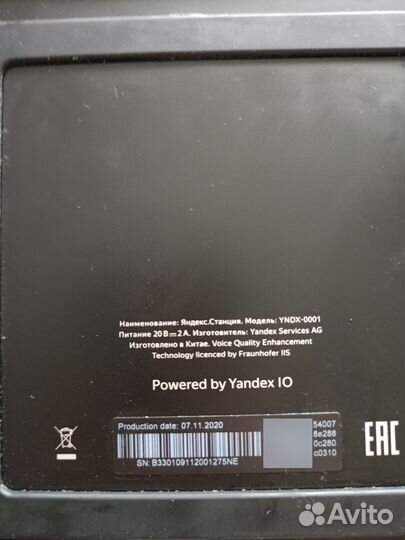 Наименование: Яндекс.Станция. Модель: YNDX-0001
Питание 20 В ⎓ 2 А. Изготовитель: Yandex Services AG
Изготовлено в Китае. Voice Quality Enhancement
Technology licenced by Fraunhofer IIS
Powered by Yandex IO
Production date: 07.11.2020
SN: B330109112001275NE
54007
8e288
0c280
c0310
EAC
Avito